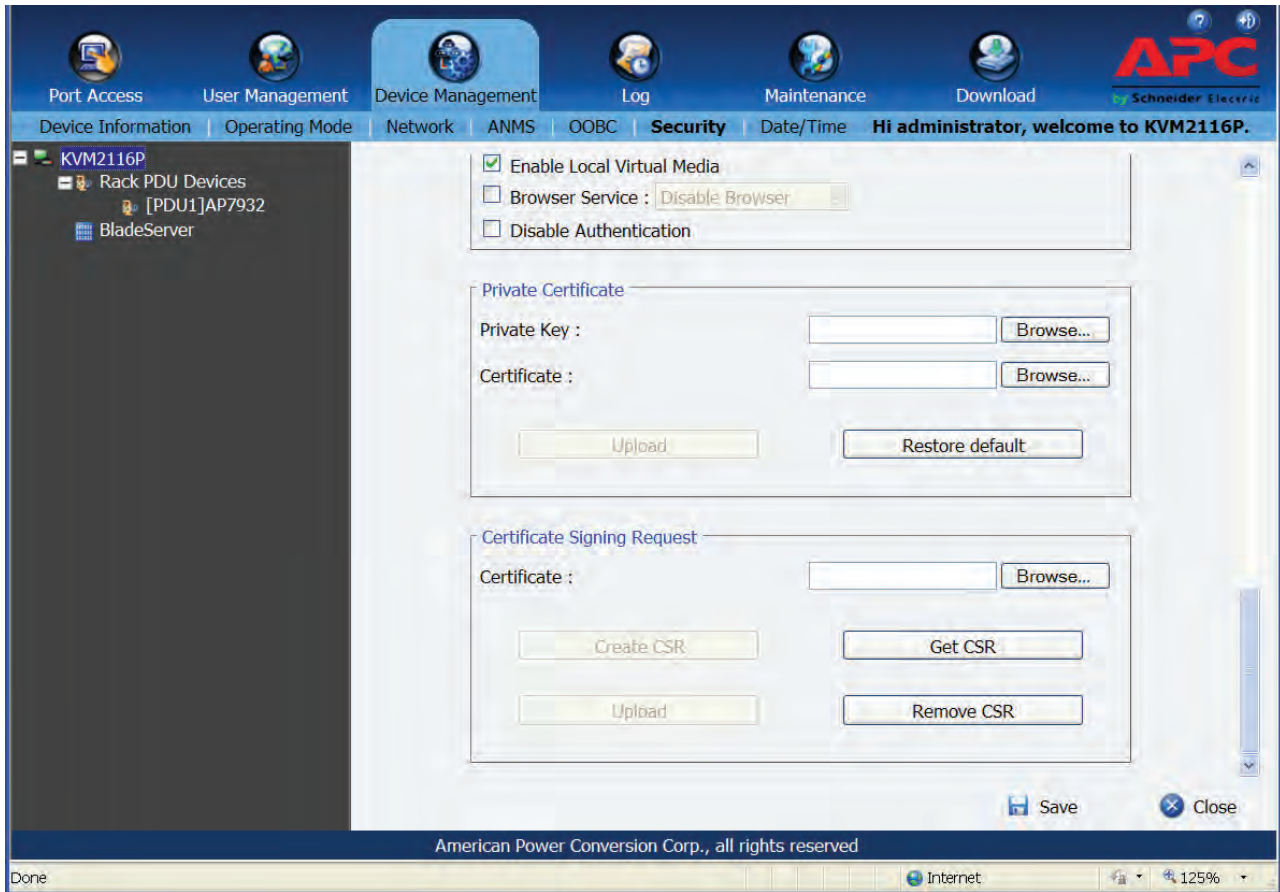 APC
by Schneider Electric
Port Access User Management Device Management Log Maintenance Download
Device Information Operating Mode Network ANMS OOBC Security Date/Time Hi administrator, welcome to KVM2116P.
KVM2116P
Rack PDU Devices
[PDU1]AP7932
BladeServer
Enable Local Virtual Media
Browser Service : Disable Browser
Disable Authentication
Private Certificate
Private Key : Browse...
Certificate : Browse...
Upload Restore default
Certificate Signing Request
Certificate : Browse...
Create CSR Get CSR
Upload Remove CSR
Save Close
American Power Conversion Corp., all rights reserved
Done Internet 125%